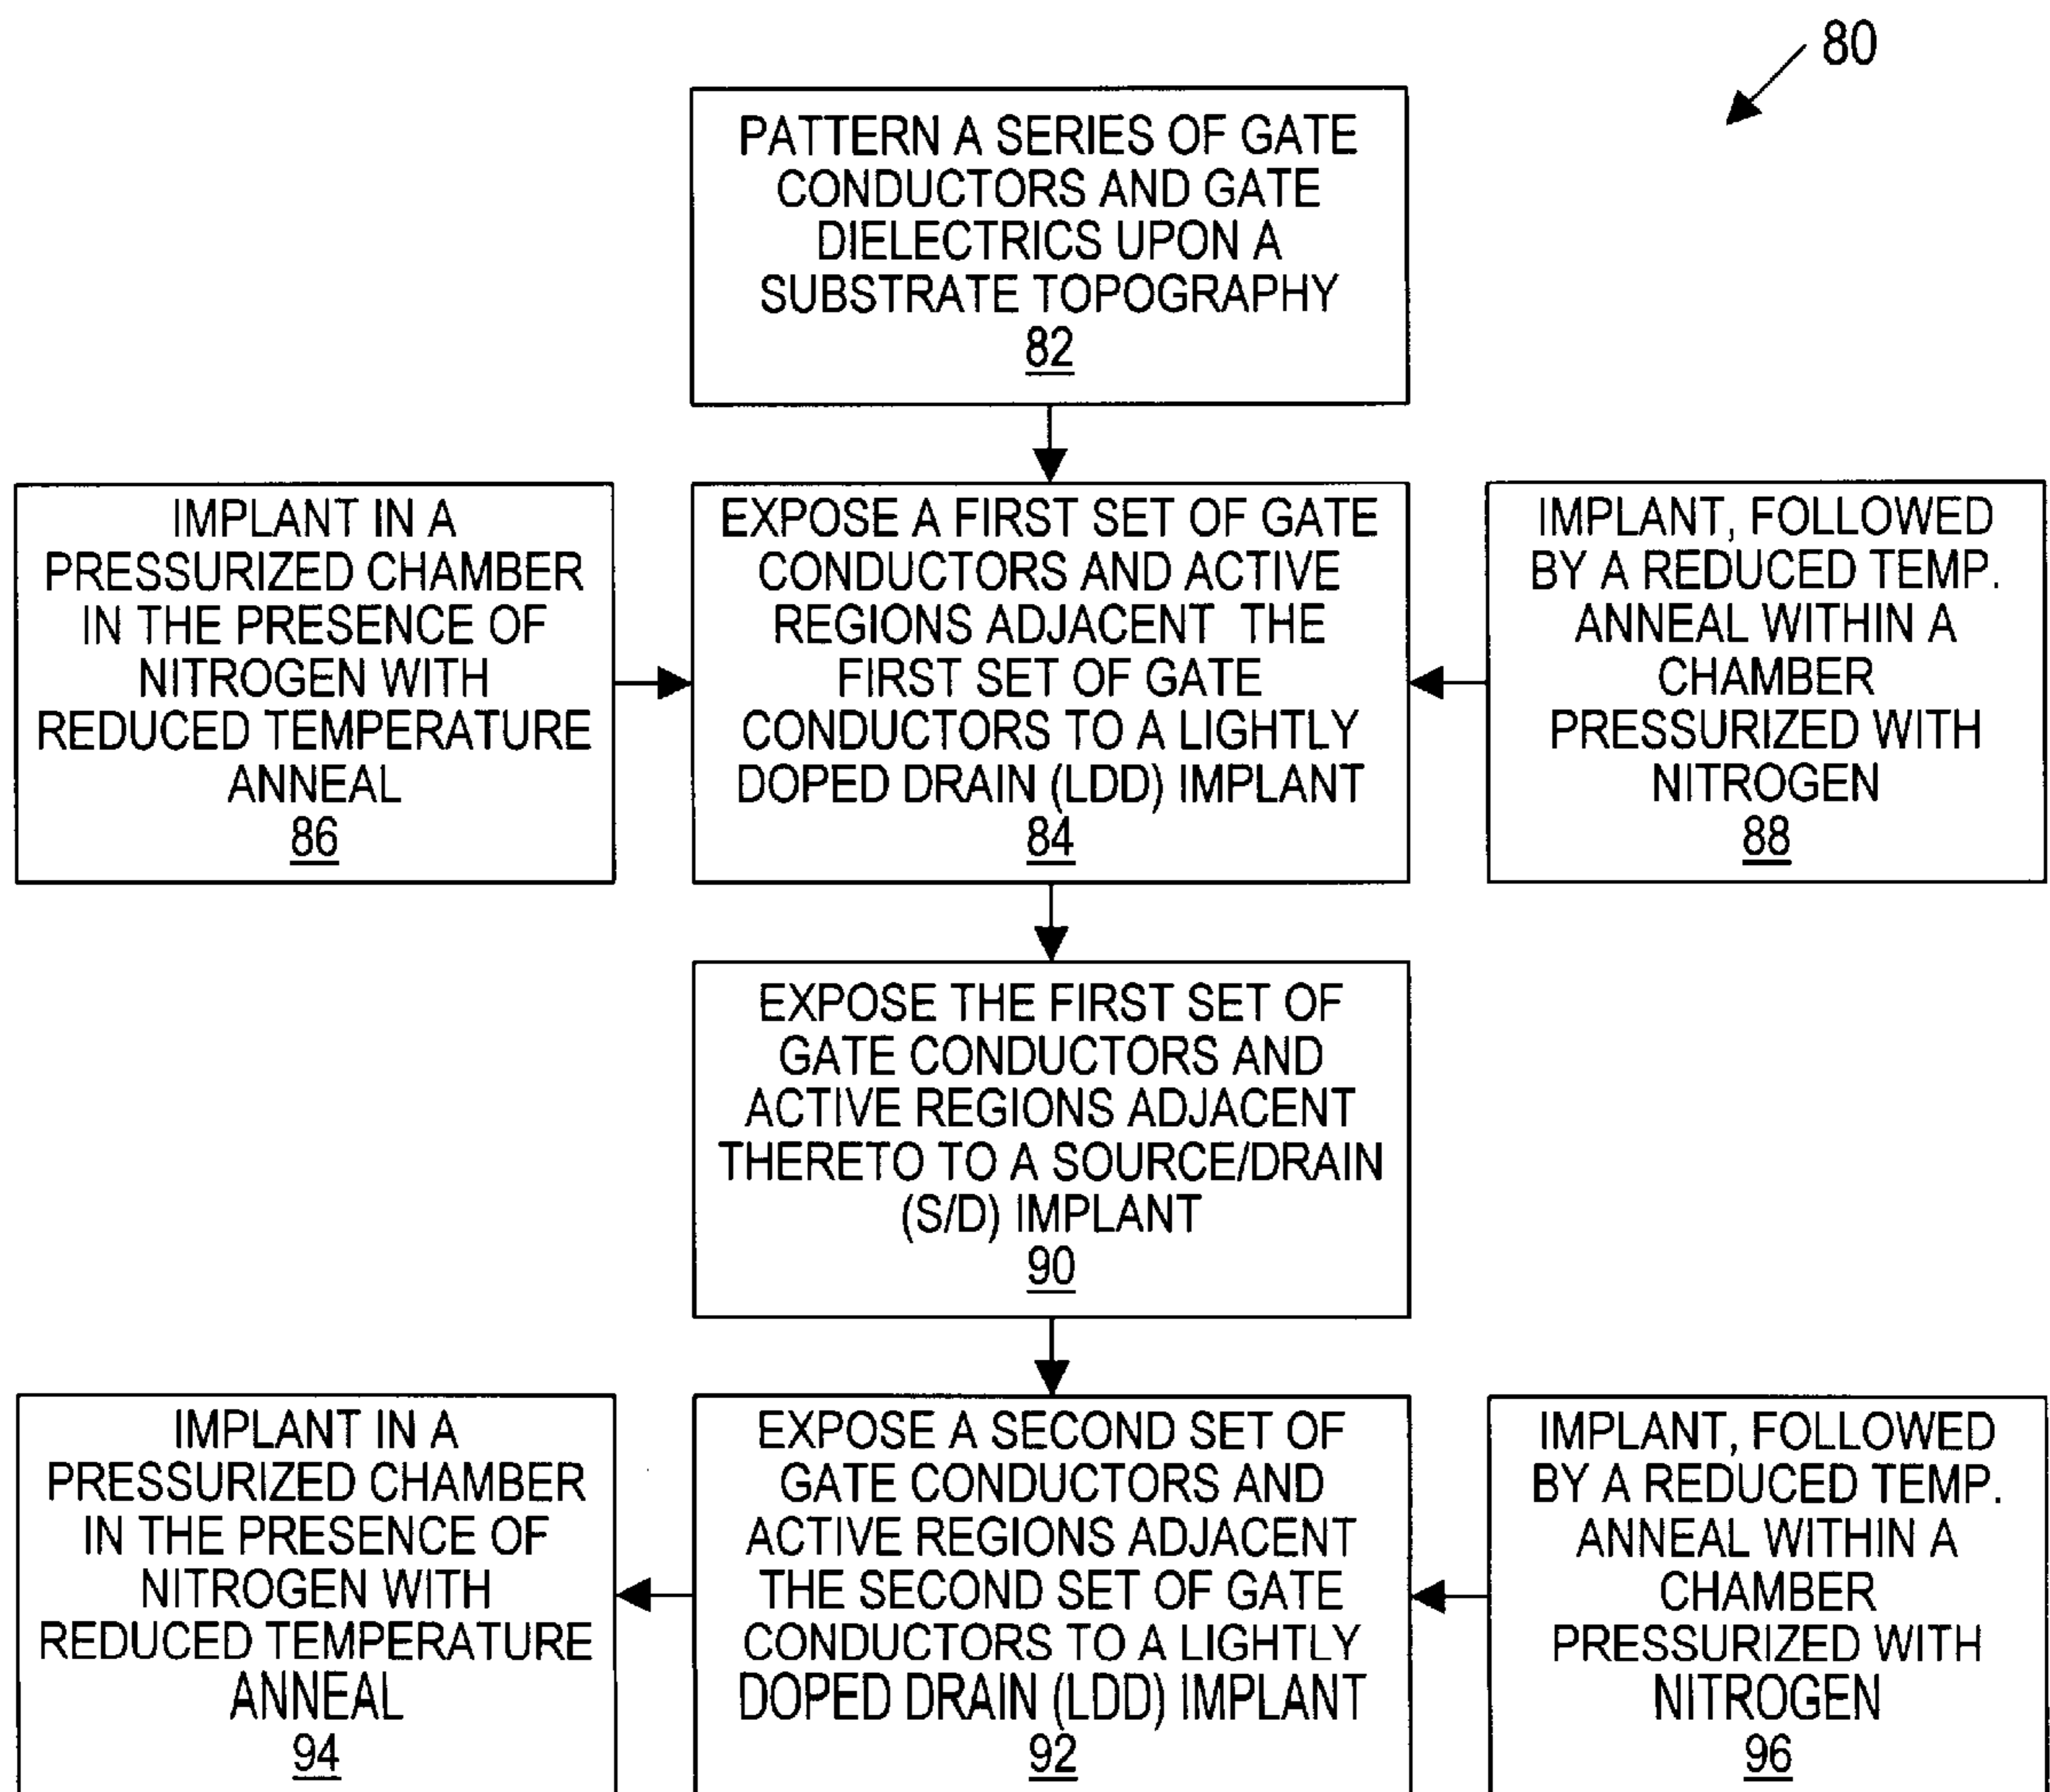 80
PATTERN A SERIES OF GATE
CONDUCTORS AND GATE
DIELECTRICS UPON A
SUBSTRATE TOPOGRAPHY
82
IMPLANT IN A
PRESSURIZED CHAMBER
IN THE PRESENCE OF
NITROGEN WITH
REDUCED TEMPERATURE
ANNEAL
86
EXPOSE A FIRST SET OF GATE
CONDUCTORS AND ACTIVE
REGIONS ADJACENT THE
FIRST SET OF GATE
CONDUCTORS TO A LIGHTLY
DOPED DRAIN (LDD) IMPLANT
84
IMPLANT, FOLLOWED
BY A REDUCED TEMP.
ANNEAL WITHIN A
CHAMBER
PRESSURIZED WITH
NITROGEN
88
EXPOSE THE FIRST SET OF
GATE CONDUCTORS AND
ACTIVE REGIONS ADJACENT
THERETO TO A SOURCE/DRAIN
(S/D) IMPLANT
90
IMPLANT IN A
PRESSURIZED CHAMBER
IN THE PRESENCE OF
NITROGEN WITH
REDUCED TEMPERATURE
ANNEAL
94
EXPOSE A SECOND SET OF
GATE CONDUCTORS AND
ACTIVE REGIONS ADJACENT
THE SECOND SET OF GATE
CONDUCTORS TO A LIGHTLY
DOPED DRAIN (LDD) IMPLANT
92
IMPLANT, FOLLOWED
BY A REDUCED TEMP.
ANNEAL WITHIN A
CHAMBER
PRESSURIZED WITH
NITROGEN
96